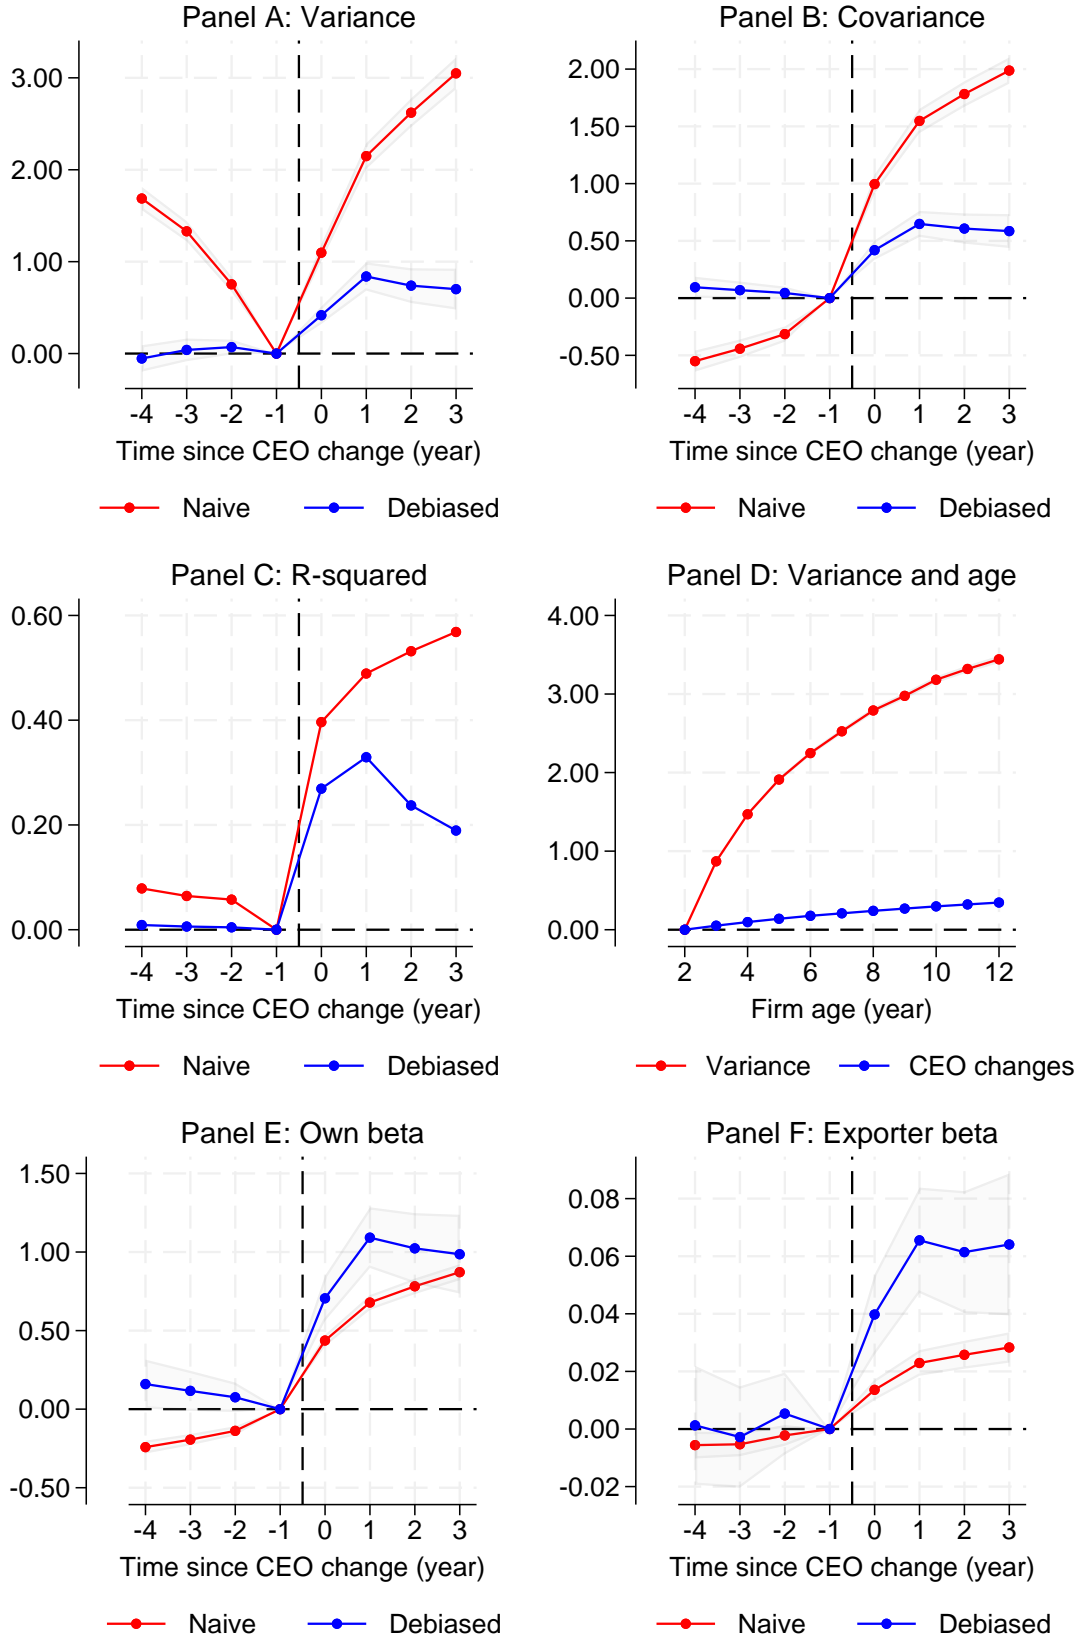 Panel A: Variance
3.00
2.00
1.00
0.00
-4 -3 -2 -1 0 1 2 3
Time since CEO change (year)
Naive Debiased
Panel B: Covariance
2.00
1.50
1.00
0.50
0.00
-0.50
-4 -3 -2 -1 0 1 2 3
Time since CEO change (year)
Naive Debiased
Panel C: R-squared
0.60
0.40
0.20
0.00
-4 -3 -2 -1 0 1 2 3
Time since CEO change (year)
Naive Debiased
Panel D: Variance and age
4.00
3.00
2.00
1.00
0.00
2 4 6 8 10 12
Firm age (year)
Variance CEO changes
Panel E: Own beta
1.50
1.00
0.50
0.00
-0.50
-4 -3 -2 -1 0 1 2 3
Time since CEO change (year)
Naive Debiased
Panel F: Exporter beta
0.08
0.06
0.04
0.02
0.00
-0.02
-4 -3 -2 -1 0 1 2 3
Time since CEO change (year)
Naive Debiased